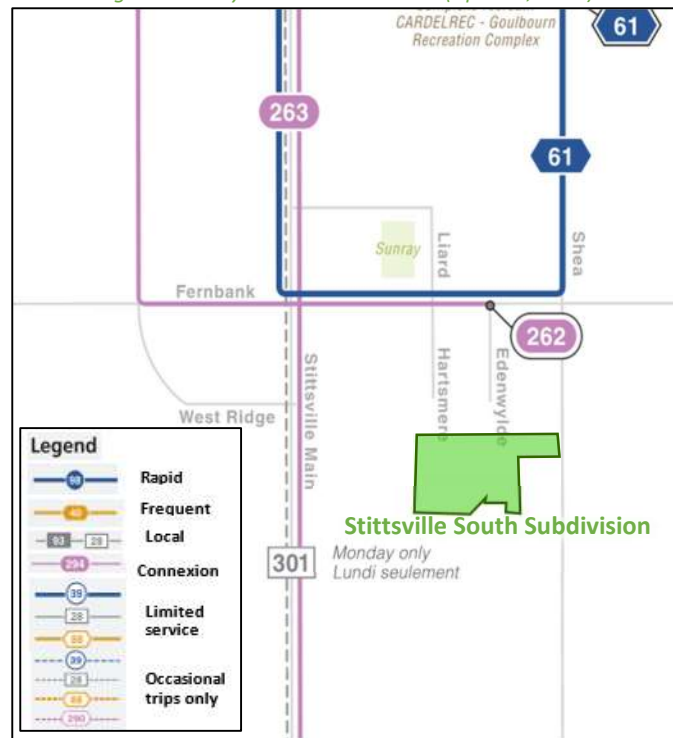 CARDELREC - Goulbourn
Recreation Complex
61
263
61
Sunray
Liard
Shea
Fernbank
262
Stittsville Main
Hartsmere
Edenwylde
West Ridge
Stittsville South Subdivision
301
Monday only
Lundi seulement
Legend
98 Rapid
40 Frequent
93 28 Local
294 Connexion
39
28 Limited
service
88
39
28 Occasional
trips only
88
290